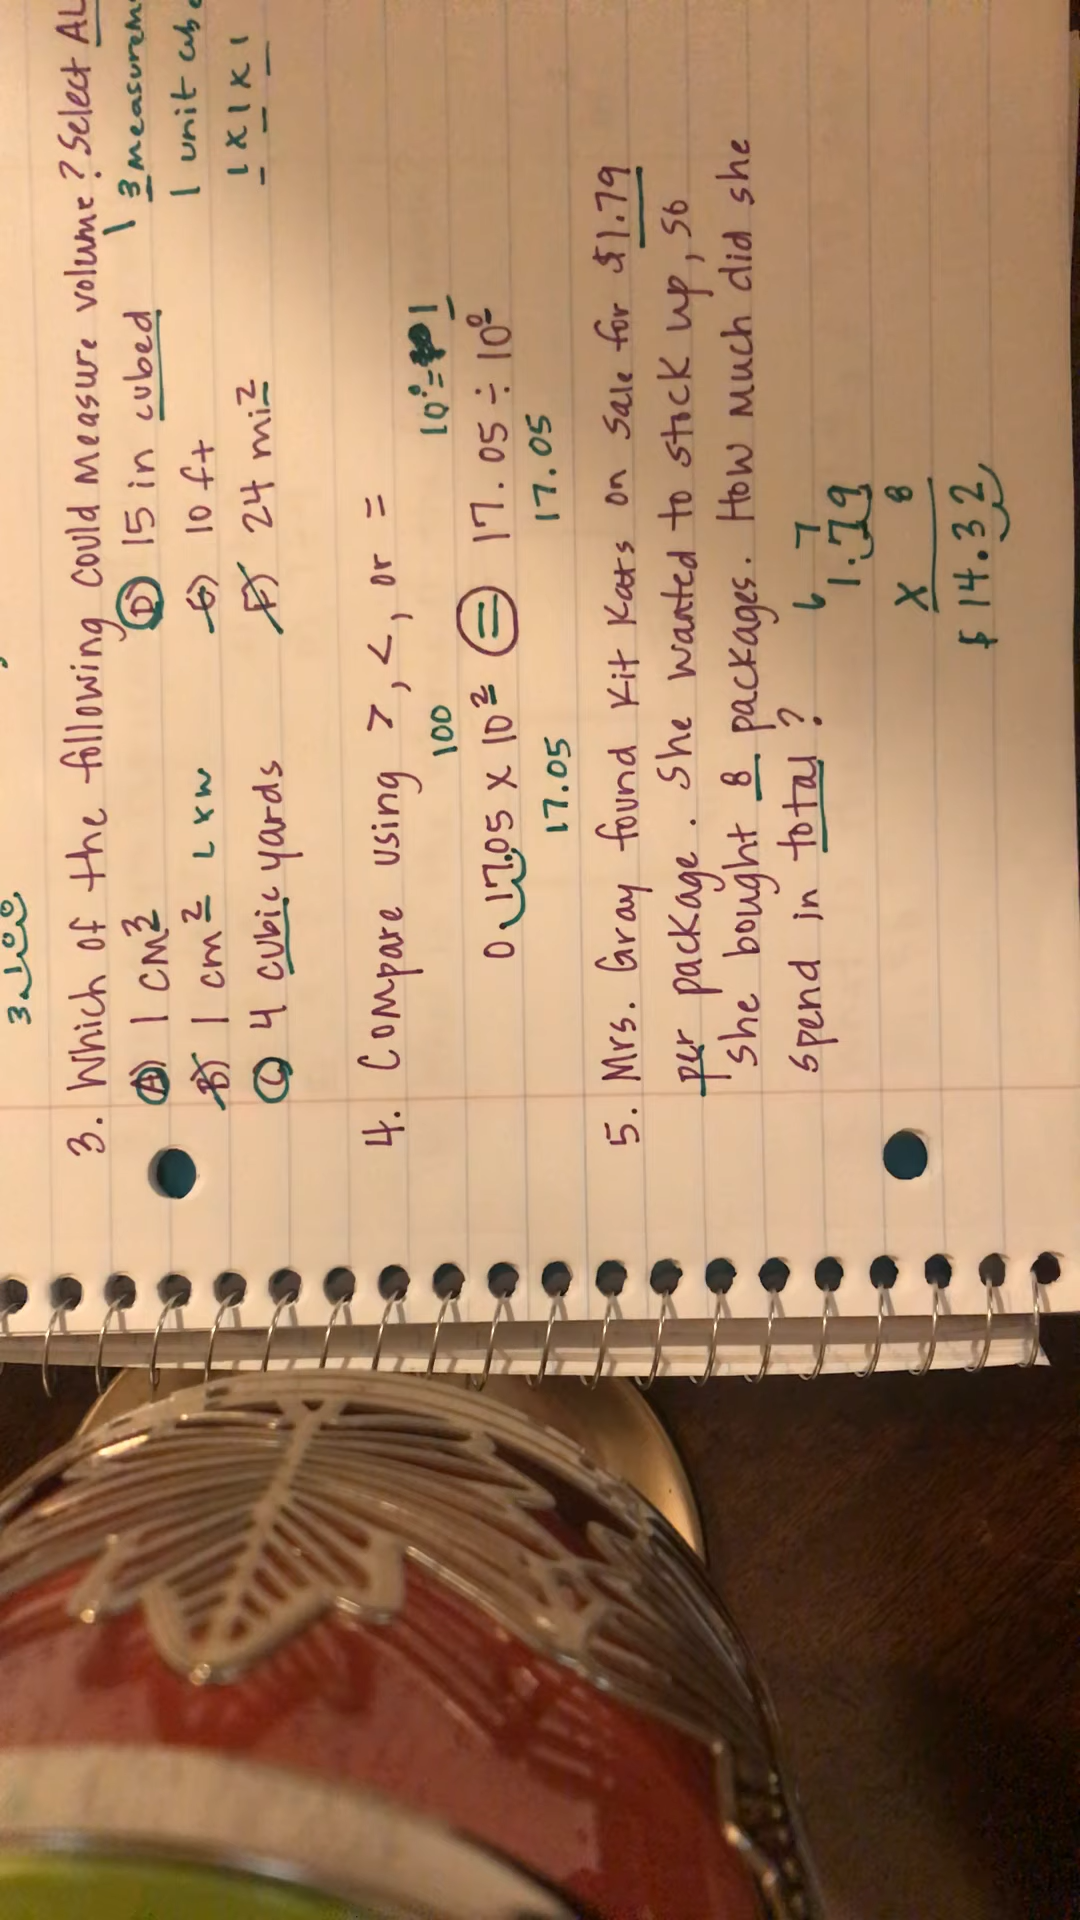 3.100
3. Which of the following could measure volume? Select AL
A) 1 cm3 D) 15 in cubed 3 measurem
B) 1 cm2 L x W E) 10 ft 1 unit cube
C) 4 cubic yards F) 24 mi2 1 x 1 x 1
4. Compare using >, <, or =
100 10⁰= 1
0.17.05 x 10² = 17.05 ÷ 10⁰
17.05 17.05
5. Mrs. Gray found Kit Kats on sale for $1.79
per package. She wanted to stock up, so
she bought 8 packages. How much did she
spend in total?
6 7
1.79
x 8
$14.32